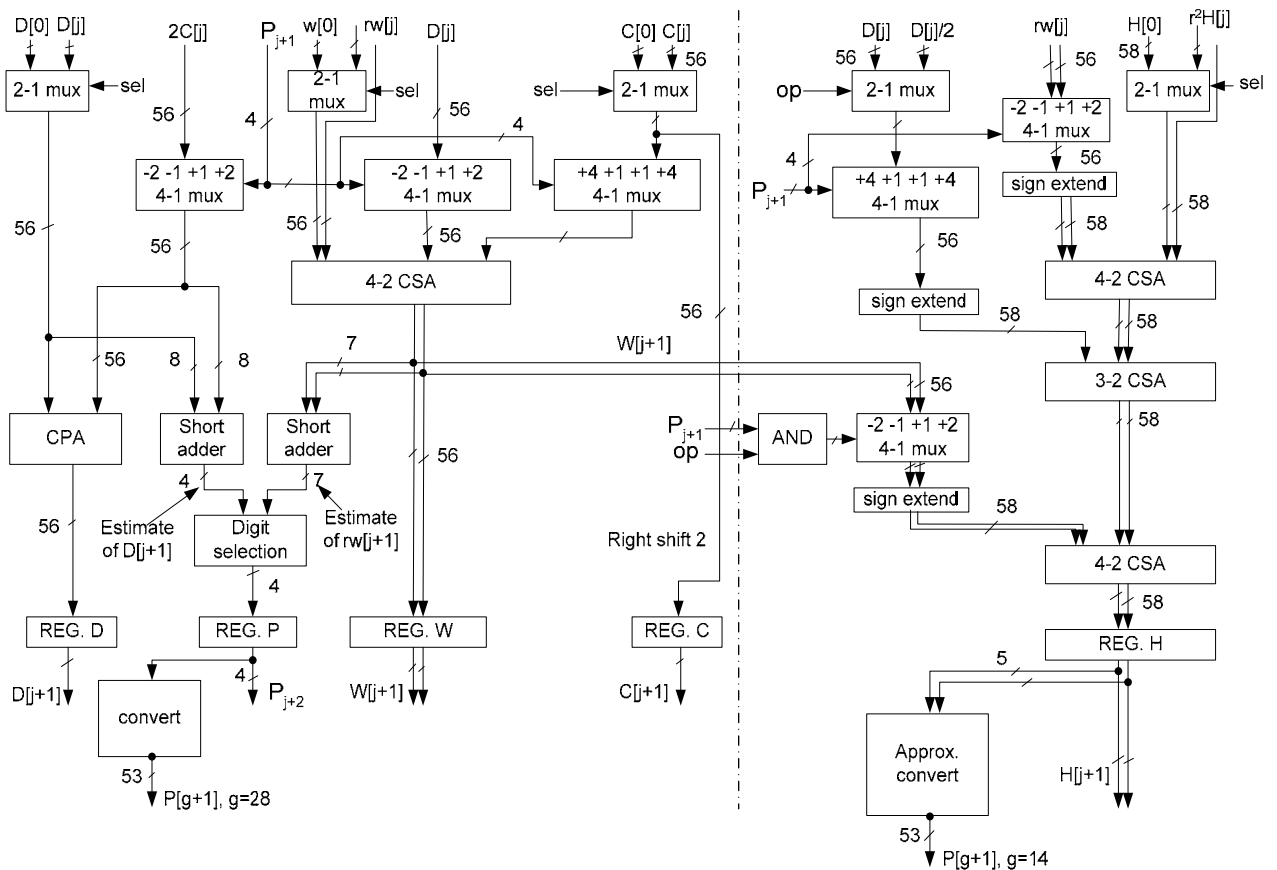 D[0] D[j]
2C[j]
P j+1
w[0] rw[j]
D[j]
C[0] C[j]
D[j] D[j]/2
rw[j]
H[0] r²H[j]
56
56
58
2-1 mux
sel
2-1 mux
sel
sel
2-1 mux
op
2-1 mux
-2 -1 +1 +2
4-1 mux
2-1 mux
sel
56
4
56
4
4
56
P j+1
-2 -1 +1 +2
4-1 mux
-2 -1 +1 +2
4-1 mux
+4 +1 +1 +4
4-1 mux
+4 +1 +1 +4
4-1 mux
sign extend
56
56
56
56
56
58
58
4-2 CSA
sign extend
4-2 CSA
56
58
58
56
8
8
7
W[j+1]
56
3-2 CSA
CPA
Short adder
Short adder
P j+1
op
AND
-2 -1 +1 +2
4-1 mux
58
56
4
7
sign extend
56
Estimate of D[j+1]
Digit selection
Estimate of rw[j+1]
Right shift 2
58
4
4-2 CSA
58
REG. D
REG. P
REG. W
REG. C
REG. H
5
D[j+1]
4
P j+2
W[j+1]
C[j+1]
convert
Approx. convert
H[j+1]
53
P[g+1], g=28
53
P[g+1], g=14